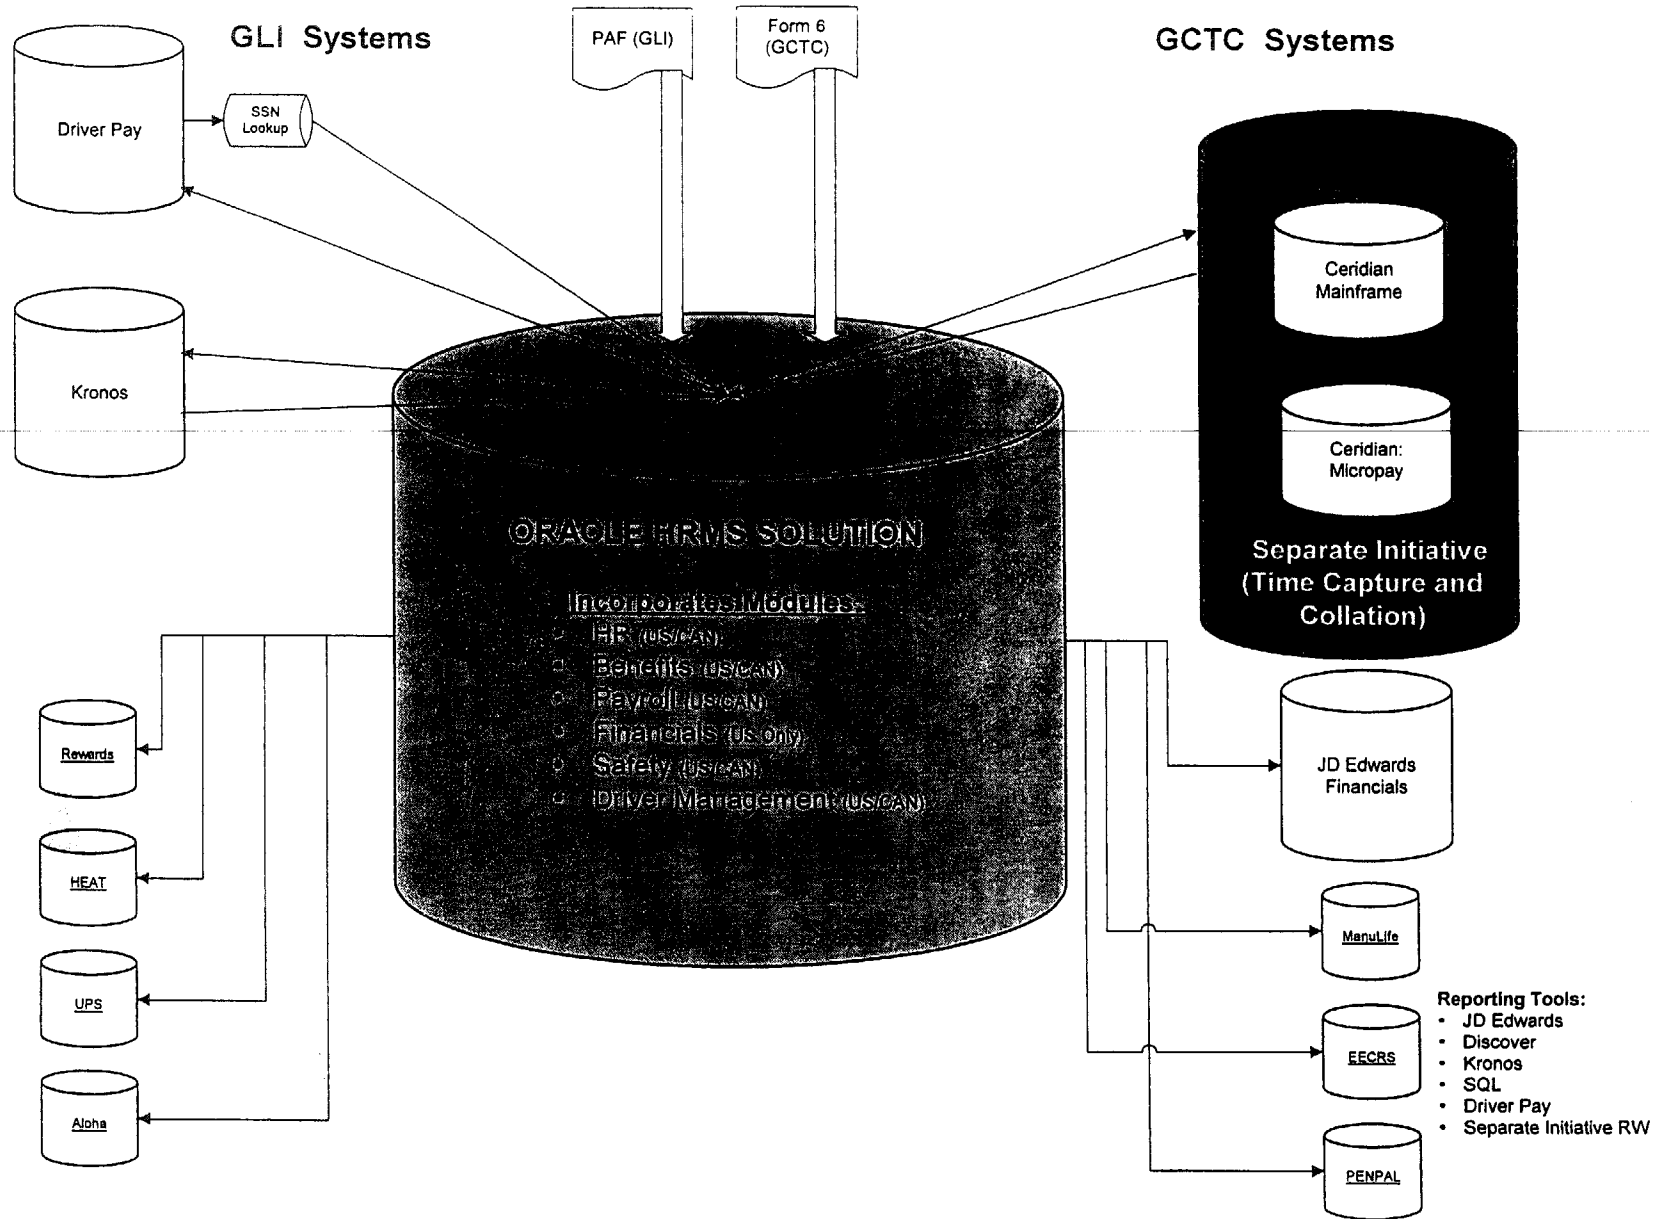 GLI Systems
PAF (GLI)
Form 6
(GCTC)
GCTC Systems
Driver Pay
SSN
Lookup
Kronos
Ceridian
Mainframe
Ceridian:
Micropay
Separate Initiative
(Time Capture and
Collation)
ORACLE HRMS SOLUTION
Incorporates Modules:
• HR (US/CAN)
• Benefits (US/CAN)
• Payroll (US/CAN)
• Financials (US Only)
• Safety (US/CAN)
• Driver Management (US/CAN)
Rewards
HEAT
UPS
Alpha
JD Edwards
Financials
ManuLife
EECRS
PENPAL
Reporting Tools:
• JD Edwards
• Discover
• Kronos
• SQL
• Driver Pay
• Separate Initiative RW